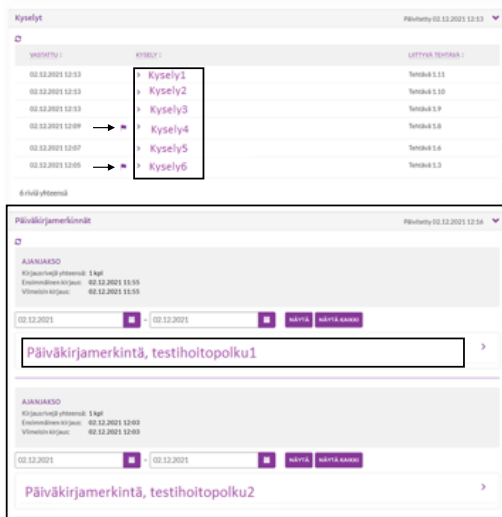 Kyselyt Päivitetty 02.12.2021 12:13
VASTATTU KYSELY LIITTYVÄ TEHTÄVÄ
02.12.2021 12:13 Kysely1 Tehtävä 1.11
02.12.2021 12:13 Kysely2 Tehtävä 1.10
02.12.2021 12:13 Kysely3 Tehtävä 1.9
02.12.2021 12:09 Kysely4 Tehtävä 1.8
02.12.2021 12:07 Kysely5 Tehtävä 1.6
02.12.2021 12:05 Kysely6 Tehtävä 1.3
6 riviä yhteensä
Päiväkirjamerkinnät Päivitetty 02.12.2021 12:16
AJANJAKSO
Kirjausrivejä yhteensä: 1 kpl
Ensimmäinen kirjaus: 02.12.2021 11:55
Viimeisin kirjaus: 02.12.2021 11:55
02.12.2021 - 02.12.2021 NÄYTÄ NÄYTÄ KAIKKI
Päiväkirjamerkintä, testihoitopolku1
AJANJAKSO
Kirjausrivejä yhteensä: 1 kpl
Ensimmäinen kirjaus: 02.12.2021 12:03
Viimeisin kirjaus: 02.12.2021 12:03
02.12.2021 - 02.12.2021 NÄYTÄ NÄYTÄ KAIKKI
Päiväkirjamerkintä, testihoitopolku2